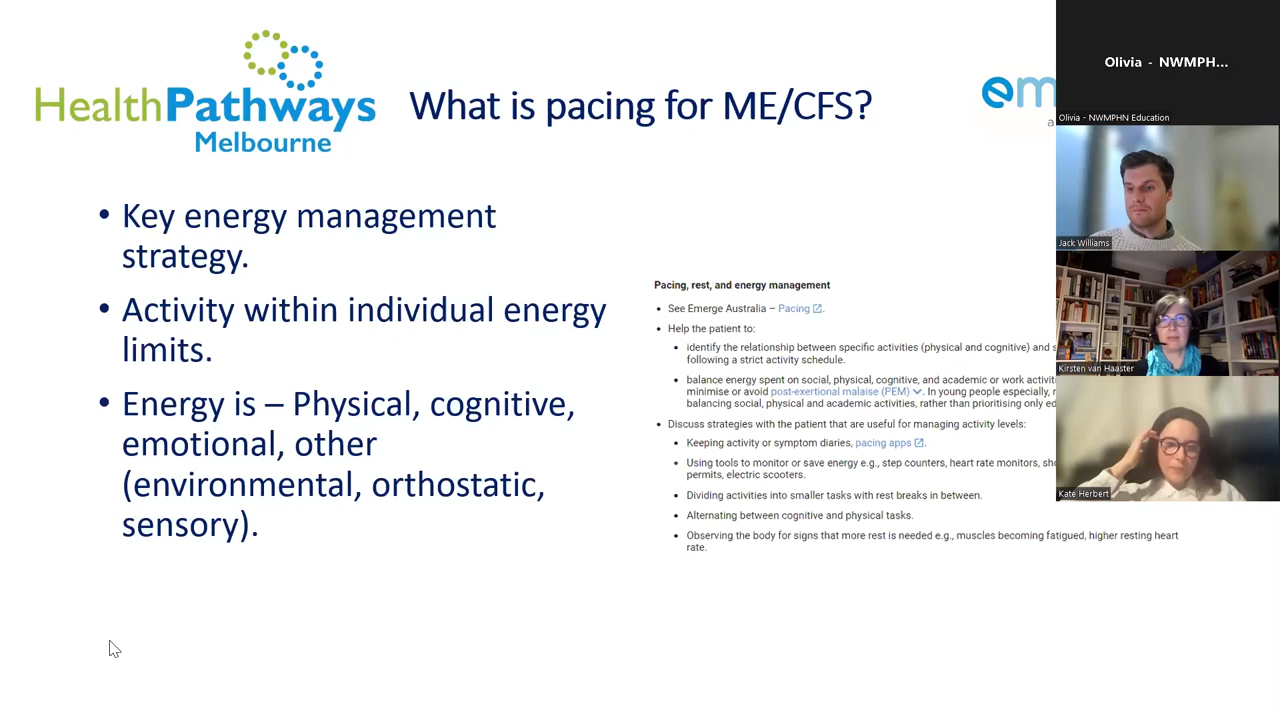 HealthPathways
Melbourne
What is pacing for ME/CFS?
em
a
• Key energy management
strategy.
• Activity within individual energy
limits.
• Energy is – Physical, cognitive,
emotional, other
(environmental, orthostatic,
sensory).
Pacing, rest, and energy management
• See Emerge Australia – Pacing.
• Help the patient to:
• identify the relationship between specific activities (physical and cognitive) and s
following a strict activity schedule.
• balance energy spent on social, physical, cognitive, and academic or work activiti
minimise or avoid post-exertional malaise (PEM). In young people especially, r
balancing social, physical and academic activities, rather than prioritising only ed
• Discuss strategies with the patient that are useful for managing activity levels:
• Keeping activity or symptom diaries, pacing apps.
• Using tools to monitor or save energy e.g., step counters, heart rate monitors, sho
permits, electric scooters.
• Dividing activities into smaller tasks with rest breaks in between.
• Alternating between cognitive and physical tasks.
• Observing the body for signs that more rest is needed e.g., muscles becoming fatigued, higher resting heart
rate.
Olivia - NWMPH...
Olivia - NWMPHN Education
Jack Williams
Kirsten van Haaster
Kate Herbert